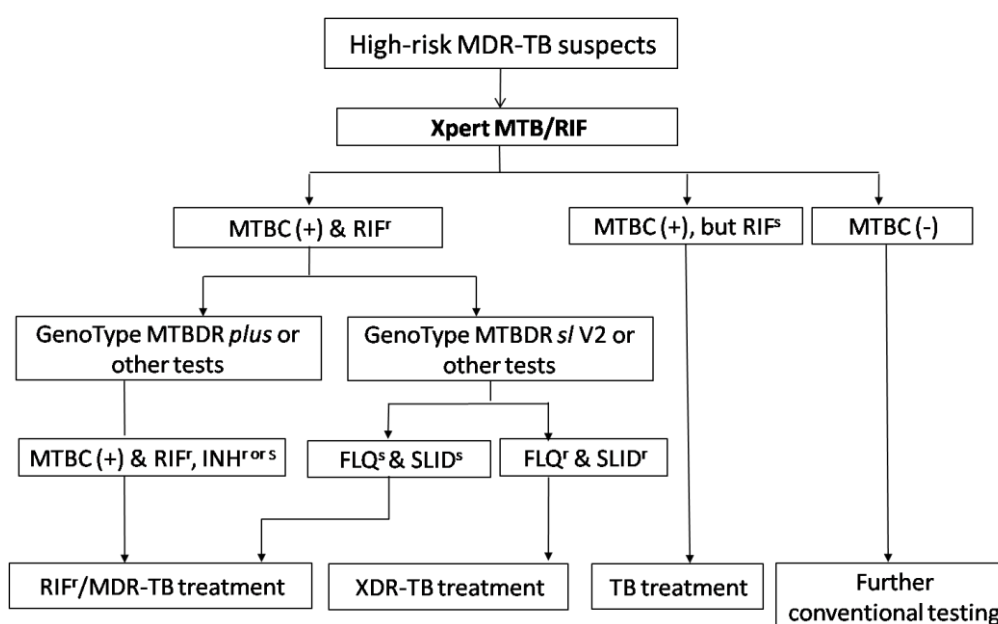 High-risk MDR-TB suspects
Xpert MTB/RIF
MTBC (+) & RIFʳ
MTBC (+), but RIFˢ
MTBC (-)
GenoType MTBDR plus or
other tests
GenoType MTBDR sl V2 or
other tests
MTBC (+) & RIFʳ, INHʳ ᵒʳ ˢ
FLQˢ & SLIDˢ
FLQʳ & SLIDʳ
RIFʳ/MDR-TB treatment
XDR-TB treatment
TB treatment
Further
conventional testing